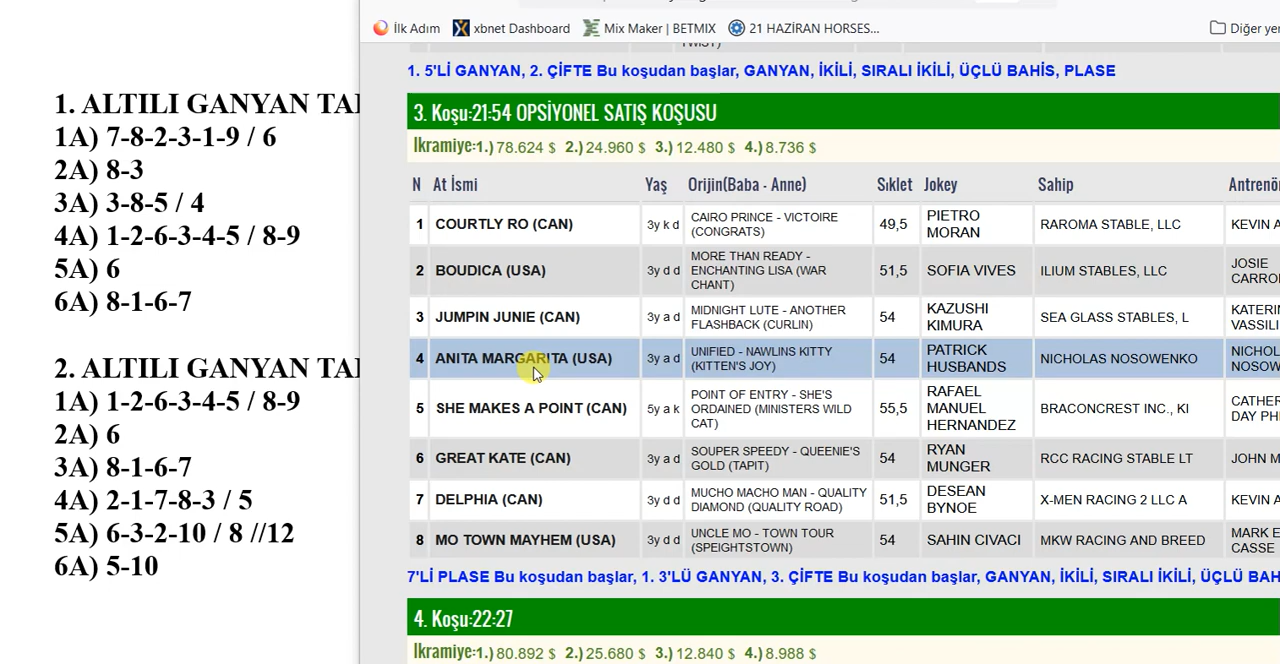 İlk Adım
xbnet Dashboard
Mix Maker | BETMIX
21 HAZİRAN HORSES...
Diğer yer
1. ALTILI GANYAN TA
1A) 7-8-2-3-1-9 / 6
2A) 8-3
3A) 3-8-5 / 4
4A) 1-2-6-3-4-5 / 8-9
5A) 6
6A) 8-1-6-7
2. ALTILI GANYAN TA
1A) 1-2-6-3-4-5 / 8-9
2A) 6
3A) 8-1-6-7
4A) 2-1-7-8-3 / 5
5A) 6-3-2-10 / 8 //12
6A) 5-10
TWIST)
1. 5'Lİ GANYAN, 2. ÇİFTE Bu koşudan başlar, GANYAN, İKİLİ, SIRALI İKİLİ, ÜÇLÜ BAHİS, PLASE
3. Koşu:21:54 OPSİYONEL SATIŞ KOŞUSU
İkramiye:1.) 78.624 $ 2.) 24.960 $ 3.) 12.480 $ 4.) 8.736 $
N At İsmi Yaş Orijin(Baba - Anne) Sıklet Jokey Sahip Antrenö
1 COURTLY RO (CAN) 3y k d CAIRO PRINCE - VICTOIRE (CONGRATS) 49,5 PIETRO MORAN RAROMA STABLE, LLC KEVIN A
2 BOUDICA (USA) 3y d d MORE THAN READY - ENCHANTING LISA (WAR CHANT) 51,5 SOFIA VIVES ILIUM STABLES, LLC JOSIE CARRO
3 JUMPIN JUNIE (CAN) 3y a d MIDNIGHT LUTE - ANOTHER FLASHBACK (CURLIN) 54 KAZUSHI KIMURA SEA GLASS STABLES, L KATERIN VASSILI
4 ANITA MARGARITA (USA) 3y a d UNIFIED - NAWLINS KITTY (KITTEN'S JOY) 54 PATRICK HUSBANDS NICHOLAS NOSOWENKO NICHOL NOSOW
5 SHE MAKES A POINT (CAN) 5y a k POINT OF ENTRY - SHE'S ORDAINED (MINISTERS WILD CAT) 55,5 RAFAEL MANUEL HERNANDEZ BRACONCREST INC., KI CATHER DAY PH
6 GREAT KATE (CAN) 3y a d SOUPER SPEEDY - QUEENIE'S GOLD (TAPIT) 54 RYAN MUNGER RCC RACING STABLE LT JOHN M
7 DELPHIA (CAN) 3y d d MUCHO MACHO MAN - QUALITY DIAMOND (QUALITY ROAD) 51,5 DESEAN BYNOE X-MEN RACING 2 LLC A KEVIN A
8 MO TOWN MAYHEM (USA) 3y d d UNCLE MO - TOWN TOUR (SPEIGHTSTOWN) 54 SAHIN CIVACI MKW RACING AND BREED MARK E CASSE
7'Lİ PLASE Bu koşudan başlar, 1. 3'LÜ GANYAN, 3. ÇİFTE Bu koşudan başlar, GANYAN, İKİLİ, SIRALI İKİLİ, ÜÇLÜ BAH
4. Koşu:22:27
İkramiye:1.) 80.892 $ 2.) 25.680 $ 3.) 12.840 $ 4.) 8.988 $